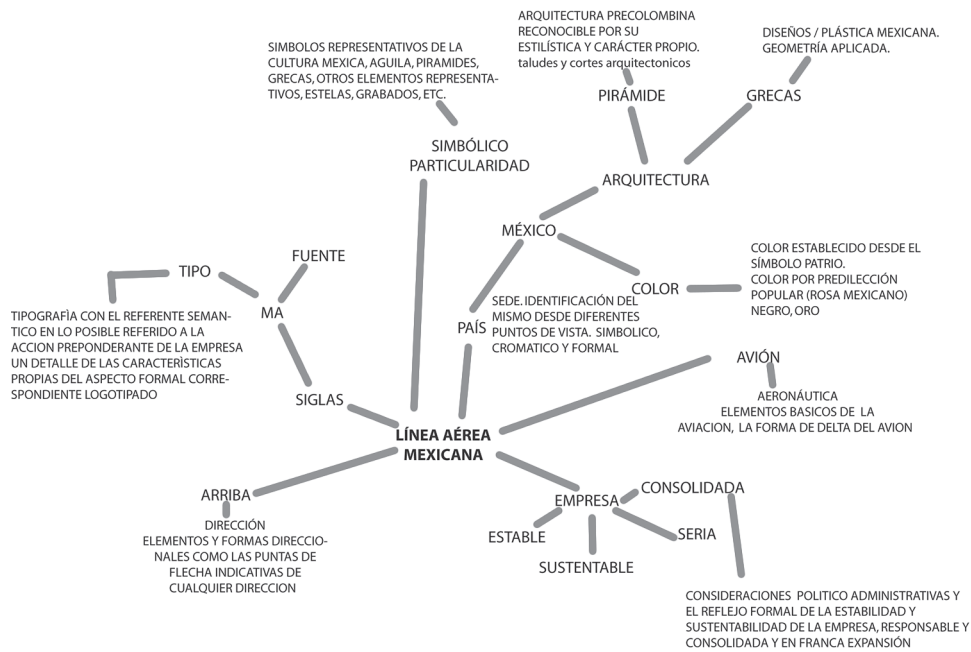 ARQUITECTURA PRECOLOMBINA
RECONOCIBLE POR SU
ESTILÍSTICA Y CARÁCTER PROPIO.
taludes y cortes arquitectonicos
DISEÑOS / PLÁSTICA MEXICANA.
GEOMETRÍA APLICADA.
SIMBOLOS REPRESENTATIVOS DE LA
CULTURA MEXICA, AGUILA, PIRAMIDES,
GRECAS, OTROS ELEMENTOS REPRESENTA-
TIVOS, ESTELAS, GRABADOS, ETC.
PIRÁMIDE
GRECAS
SIMBÓLICO
PARTICULARIDAD
ARQUITECTURA
MÉXICO
FUENTE
TIPO
MA
COLOR ESTABLECIDO DESDE EL
SÍMBOLO PATRIO.
COLOR POR PREDILECCIÓN
POPULAR (ROSA MEXICANO)
NEGRO, ORO
COLOR
SEDE. IDENTIFICACIÓN DEL
MISMO DESDE DIFERENTES
PUNTOS DE VISTA. SIMBOLICO,
CROMATICO Y FORMAL
PAÍS
TIPOGRAFÌA CON EL REFERENTE SEMAN-
TICO EN LO POSIBLE REFERIDO A LA
ACCION PREPONDERANTE DE LA EMPRESA
UN DETALLE DE LAS CARACTERÌSTICAS
PROPIAS DEL ASPECTO FORMAL CORRE-
SPONDIENTE LOGOTIPADO
SIGLAS
AVIÓN
AERONÁUTICA
ELEMENTOS BASICOS DE LA
AVIACION, LA FORMA DE DELTA DEL AVION
LÍNEA AÉREA
MEXICANA
ARRIBA
DIRECCIÓN
ELEMENTOS Y FORMAS DIRECCIO-
NALES COMO LAS PUNTAS DE
FLECHA INDICATIVAS DE
CUALQUIER DIRECCION
EMPRESA
CONSOLIDADA
ESTABLE
SERIA
SUSTENTABLE
CONSIDERACIONES POLITICO ADMINISTRATIVAS Y
EL REFLEJO FORMAL DE LA ESTABILIDAD Y
SUSTENTABILIDAD DE LA EMPRESA, RESPONSABLE Y
CONSOLIDADA Y EN FRANCA EXPANSIÓN